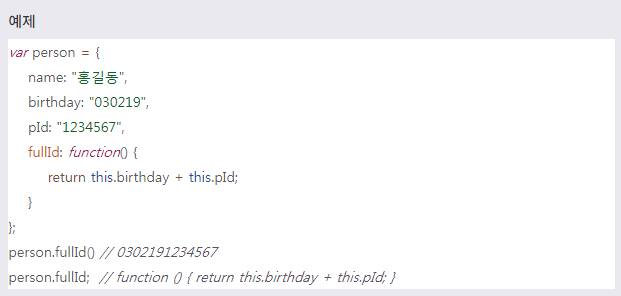 예제
var person = {
name: "홍길동",
birthday: "030219",
pId: "1234567",
fullId: function() {
return this.birthday + this.pId;
}
};
person.fullId() // 0302191234567
person.fullId; // function () { return this.birthday + this.pId; }